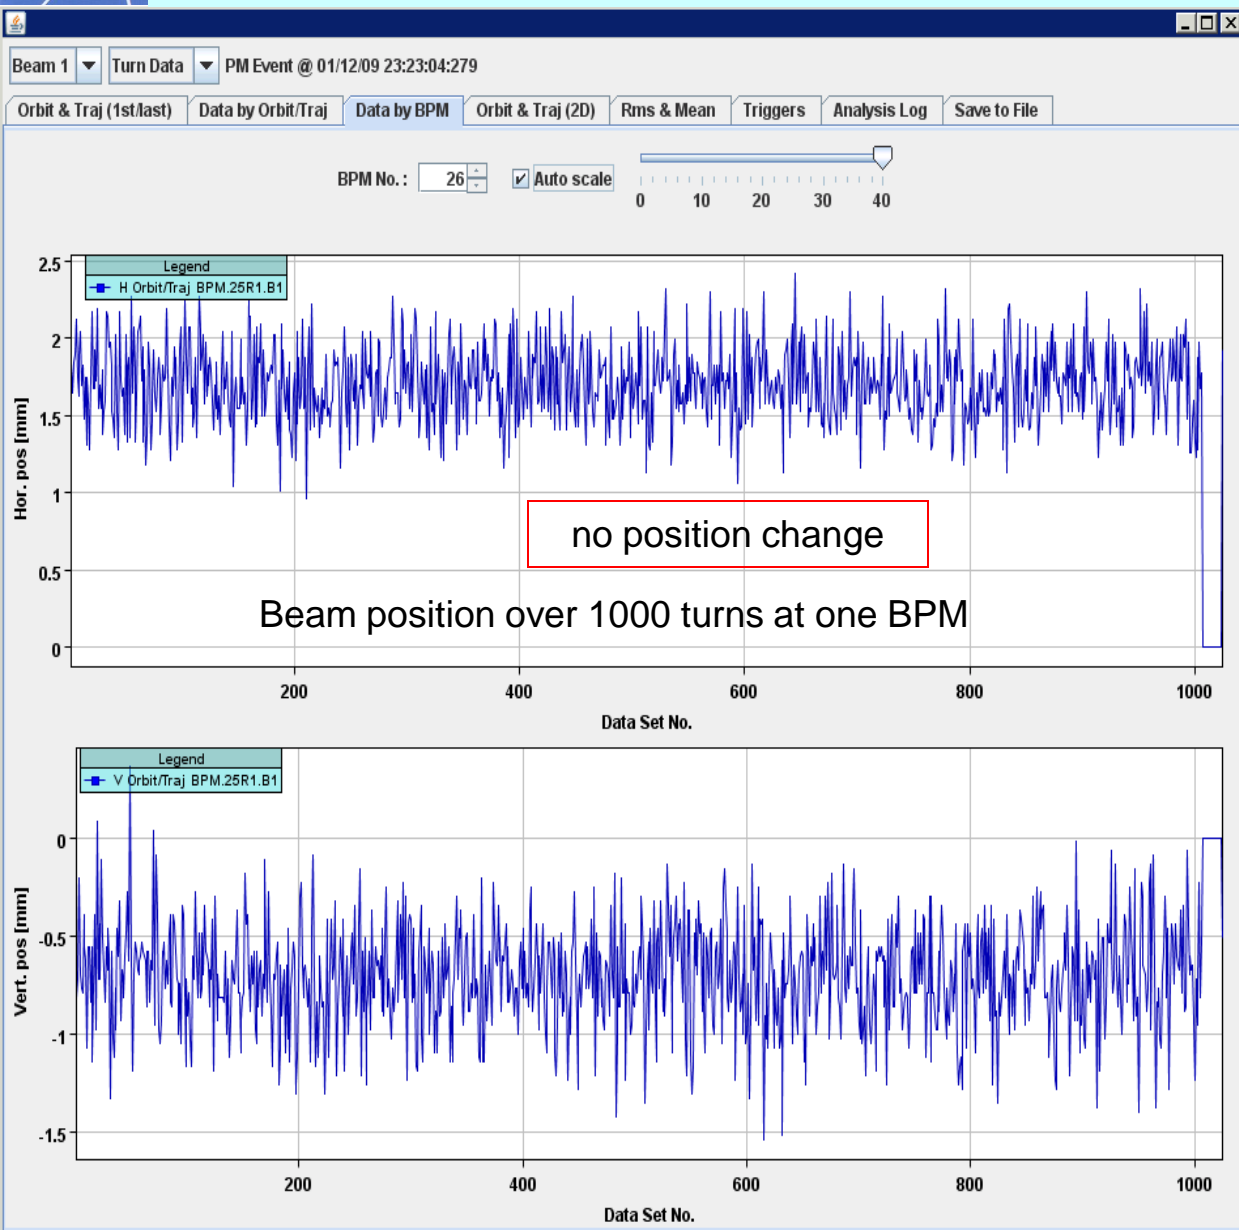 Beam 1 Turn Data PM Event @ 01/12/09 23:23:04:279
Orbit & Traj (1st/last) Data by Orbit/Traj Data by BPM Orbit & Traj (2D) Rms & Mean Triggers Analysis Log Save to File
BPM No. : 26 Auto scale
0 10 20 30 40
Legend
H Orbit/Traj BPM.25R1.B1
2.5
2
1.5
1
0.5
0
Hor. pos [mm]
no position change
Beam position over 1000 turns at one BPM
200 400 600 800 1000
Data Set No.
Legend
V Orbit/Traj BPM.25R1.B1
0
-0.5
-1
-1.5
Vert. pos [mm]
200 400 600 800 1000
Data Set No.